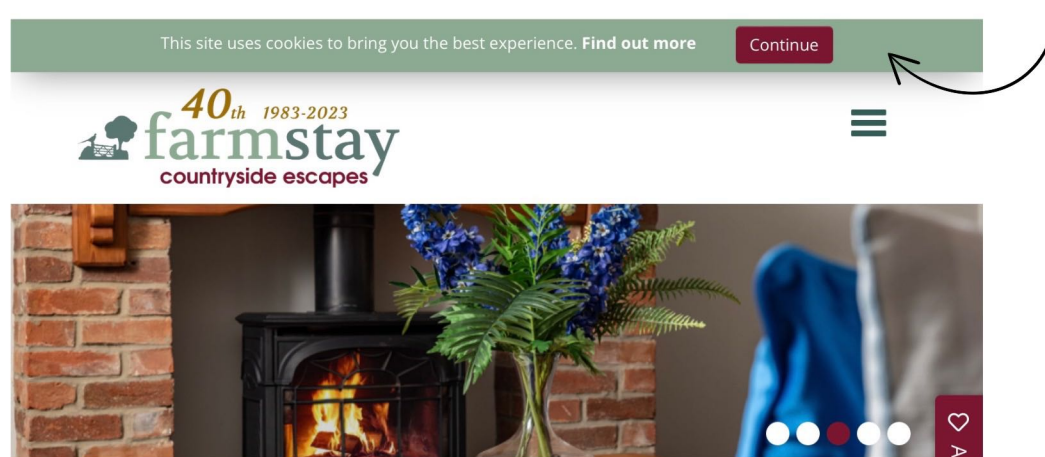 This site uses cookies to bring you the best experience. Find out more
Continue
40th 1983-2023
farmstay
countryside escapes
A